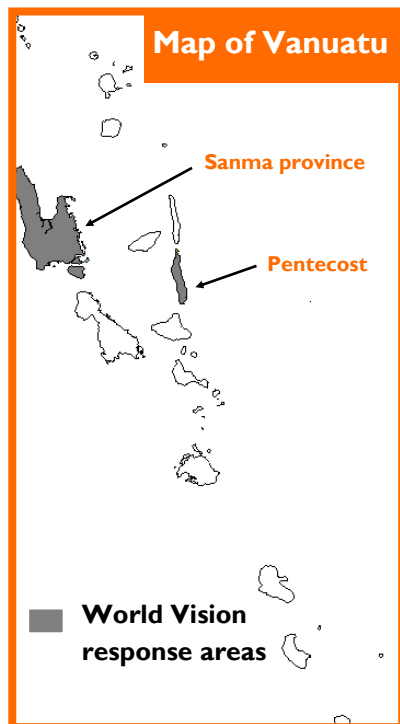 Map of Vanuatu
Sanma province
Pentecost
World Vision
response areas